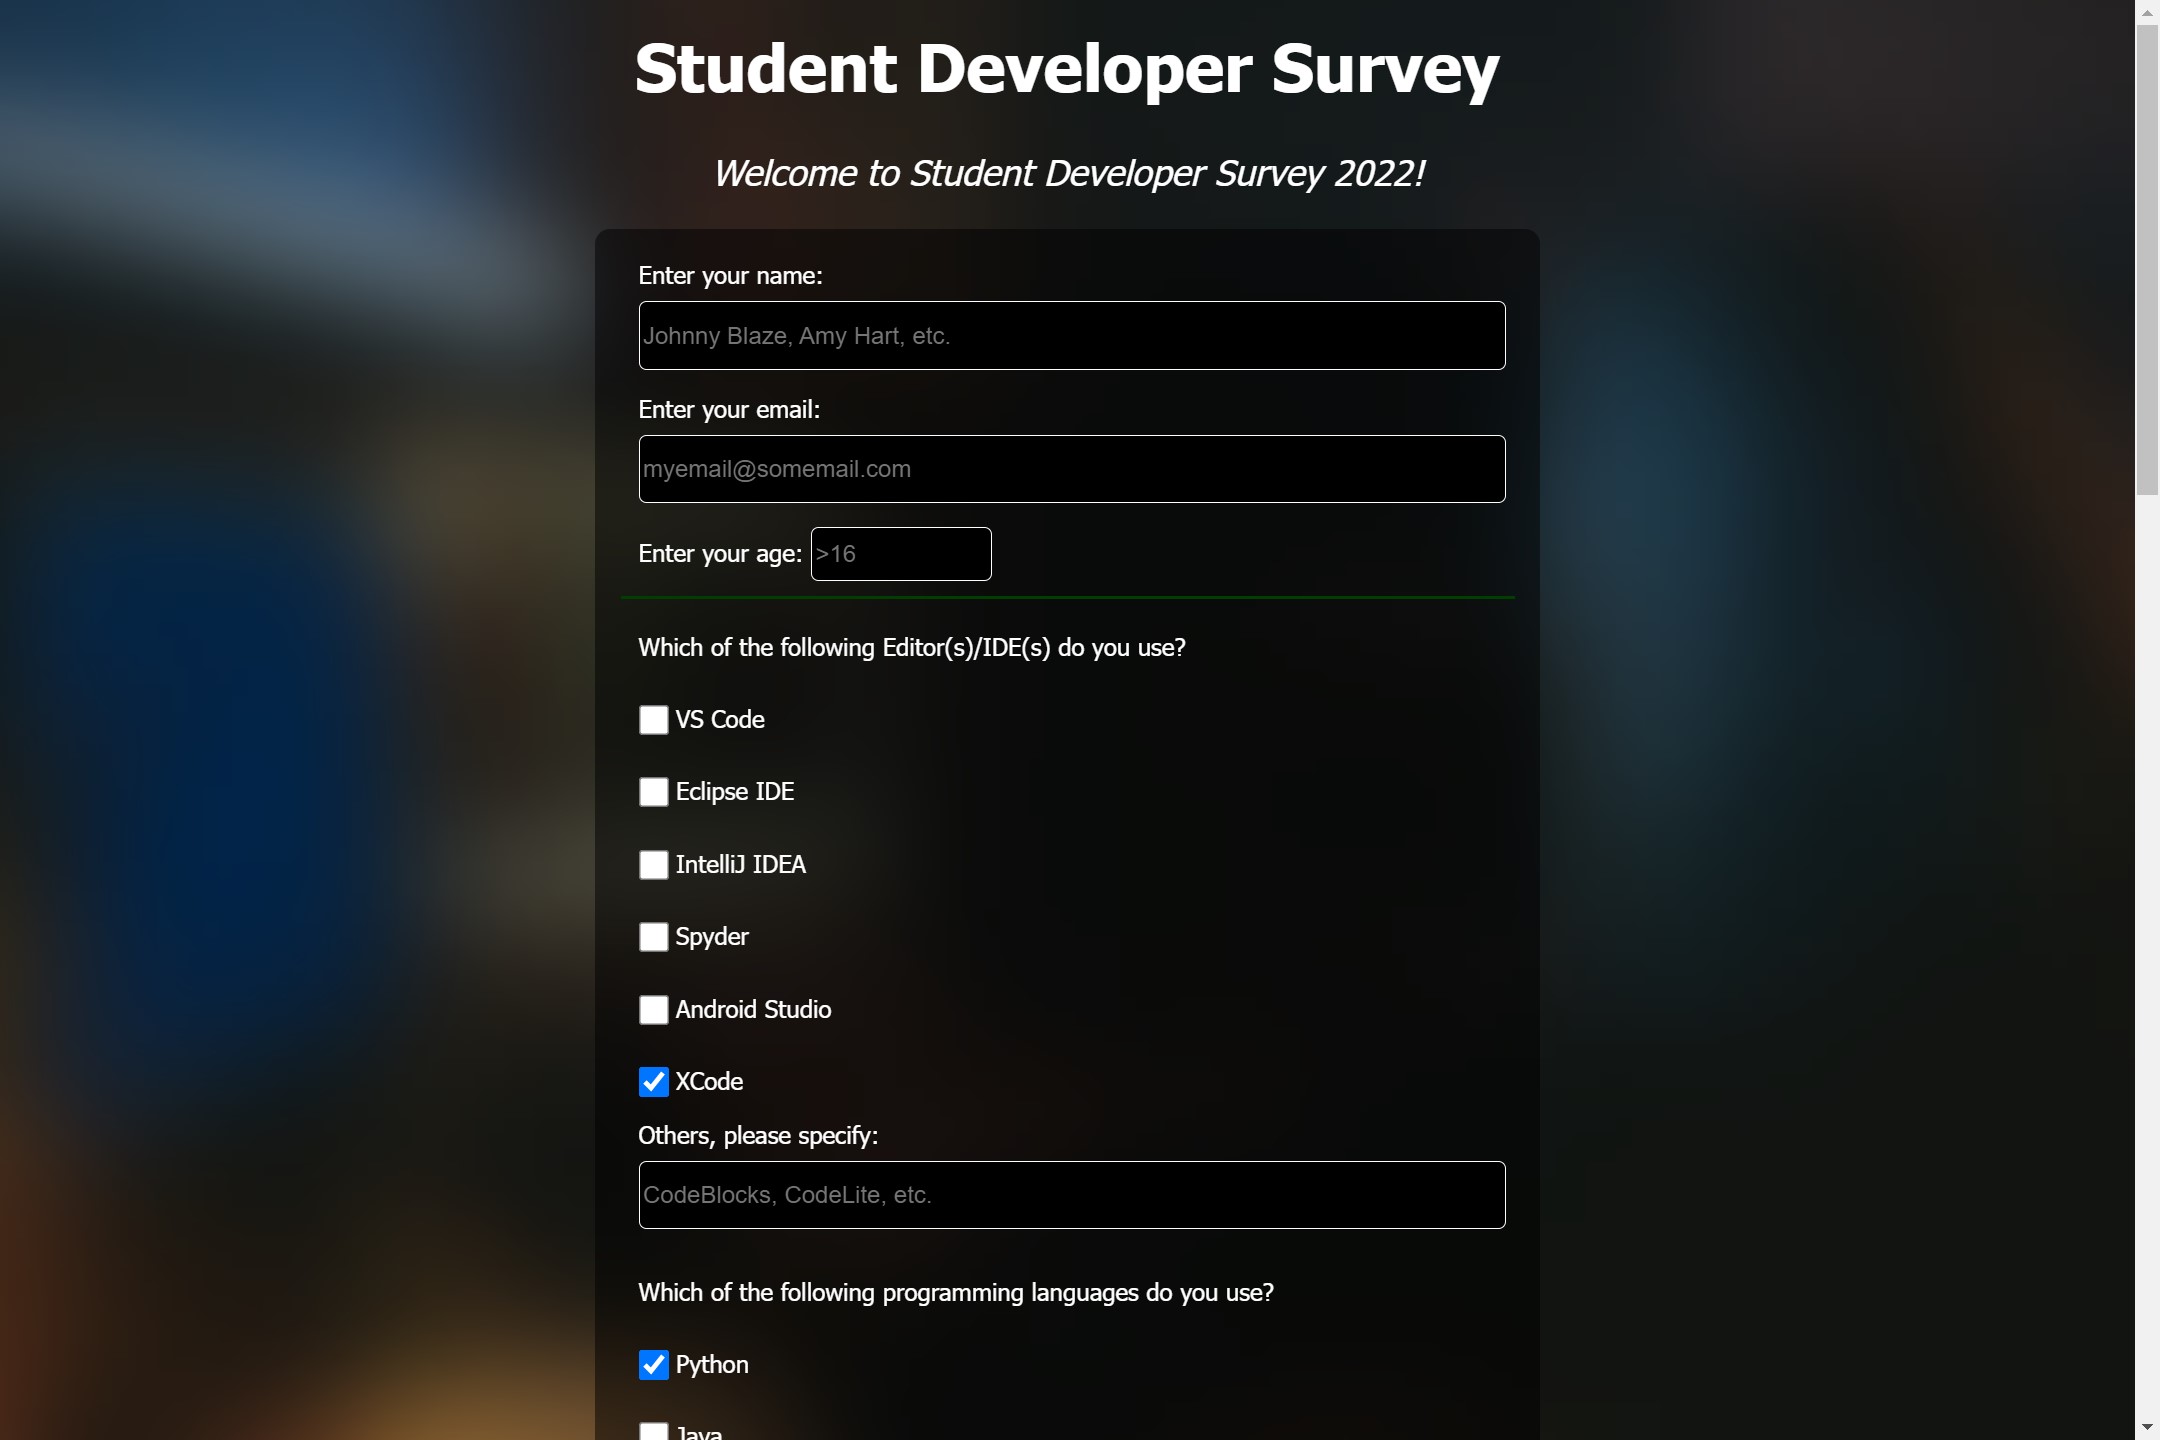 Student Developer Survey
Welcome to Student Developer Survey 2022!
Enter your name:
Johnny Blaze, Amy Hart, etc.
Enter your email:
myemail@somemail.com
Enter your age: >16
Which of the following Editor(s)/IDE(s) do you use?
VS Code
Eclipse IDE
IntelliJ IDEA
Spyder
Android Studio
XCode
Others, please specify:
CodeBlocks, CodeLite, etc.
Which of the following programming languages do you use?
Python
Java